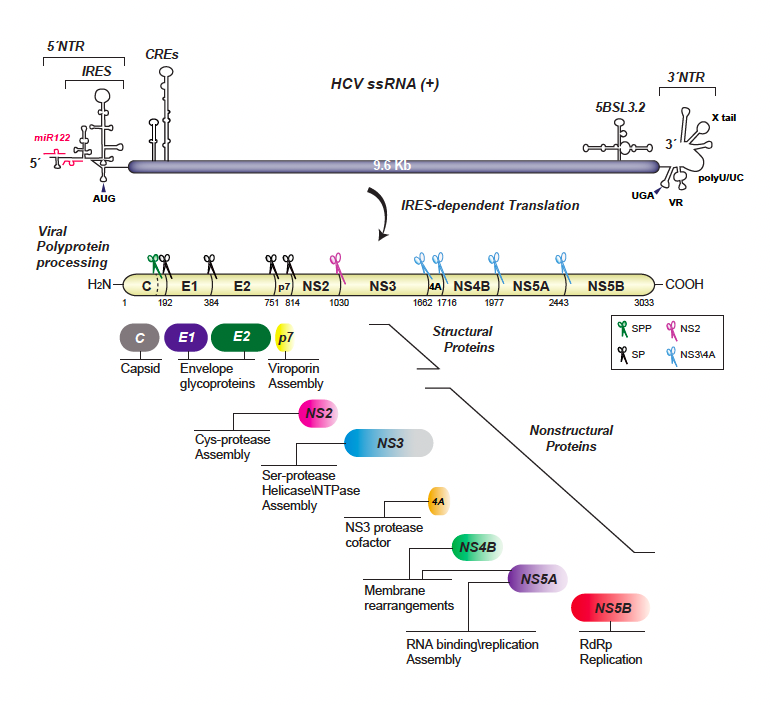 5´NTR
IRES
CREs
HCV ssRNA (+)
5BSL3.2
3´NTR
X tail
miR122
3´
5´
9.6 Kb
polyU/UC
AUG
UGA
VR
IRES-dependent Translation
Viral
Polyprotein
processing
H2N
C E1 E2 p7 NS2 NS3 4A NS4B NS5A NS5B
COOH
1 192 384 751 814 1030 1662 1716 1977 2443 3033
SPP NS2
SP NS3\4A
Structural
Proteins
C E1 E2 p7
Capsid
Envelope
glycoproteins
Viroporin
Assembly
NS2
Cys-protease
Assembly
Nonstructural
Proteins
NS3
Ser-protease
Helicase\NTPase
Assembly
4A
NS3 protease
cofactor
NS4B
NS5A
Membrane
rearrangements
NS5B
RNA binding\replication
Assembly
RdRp
Replication